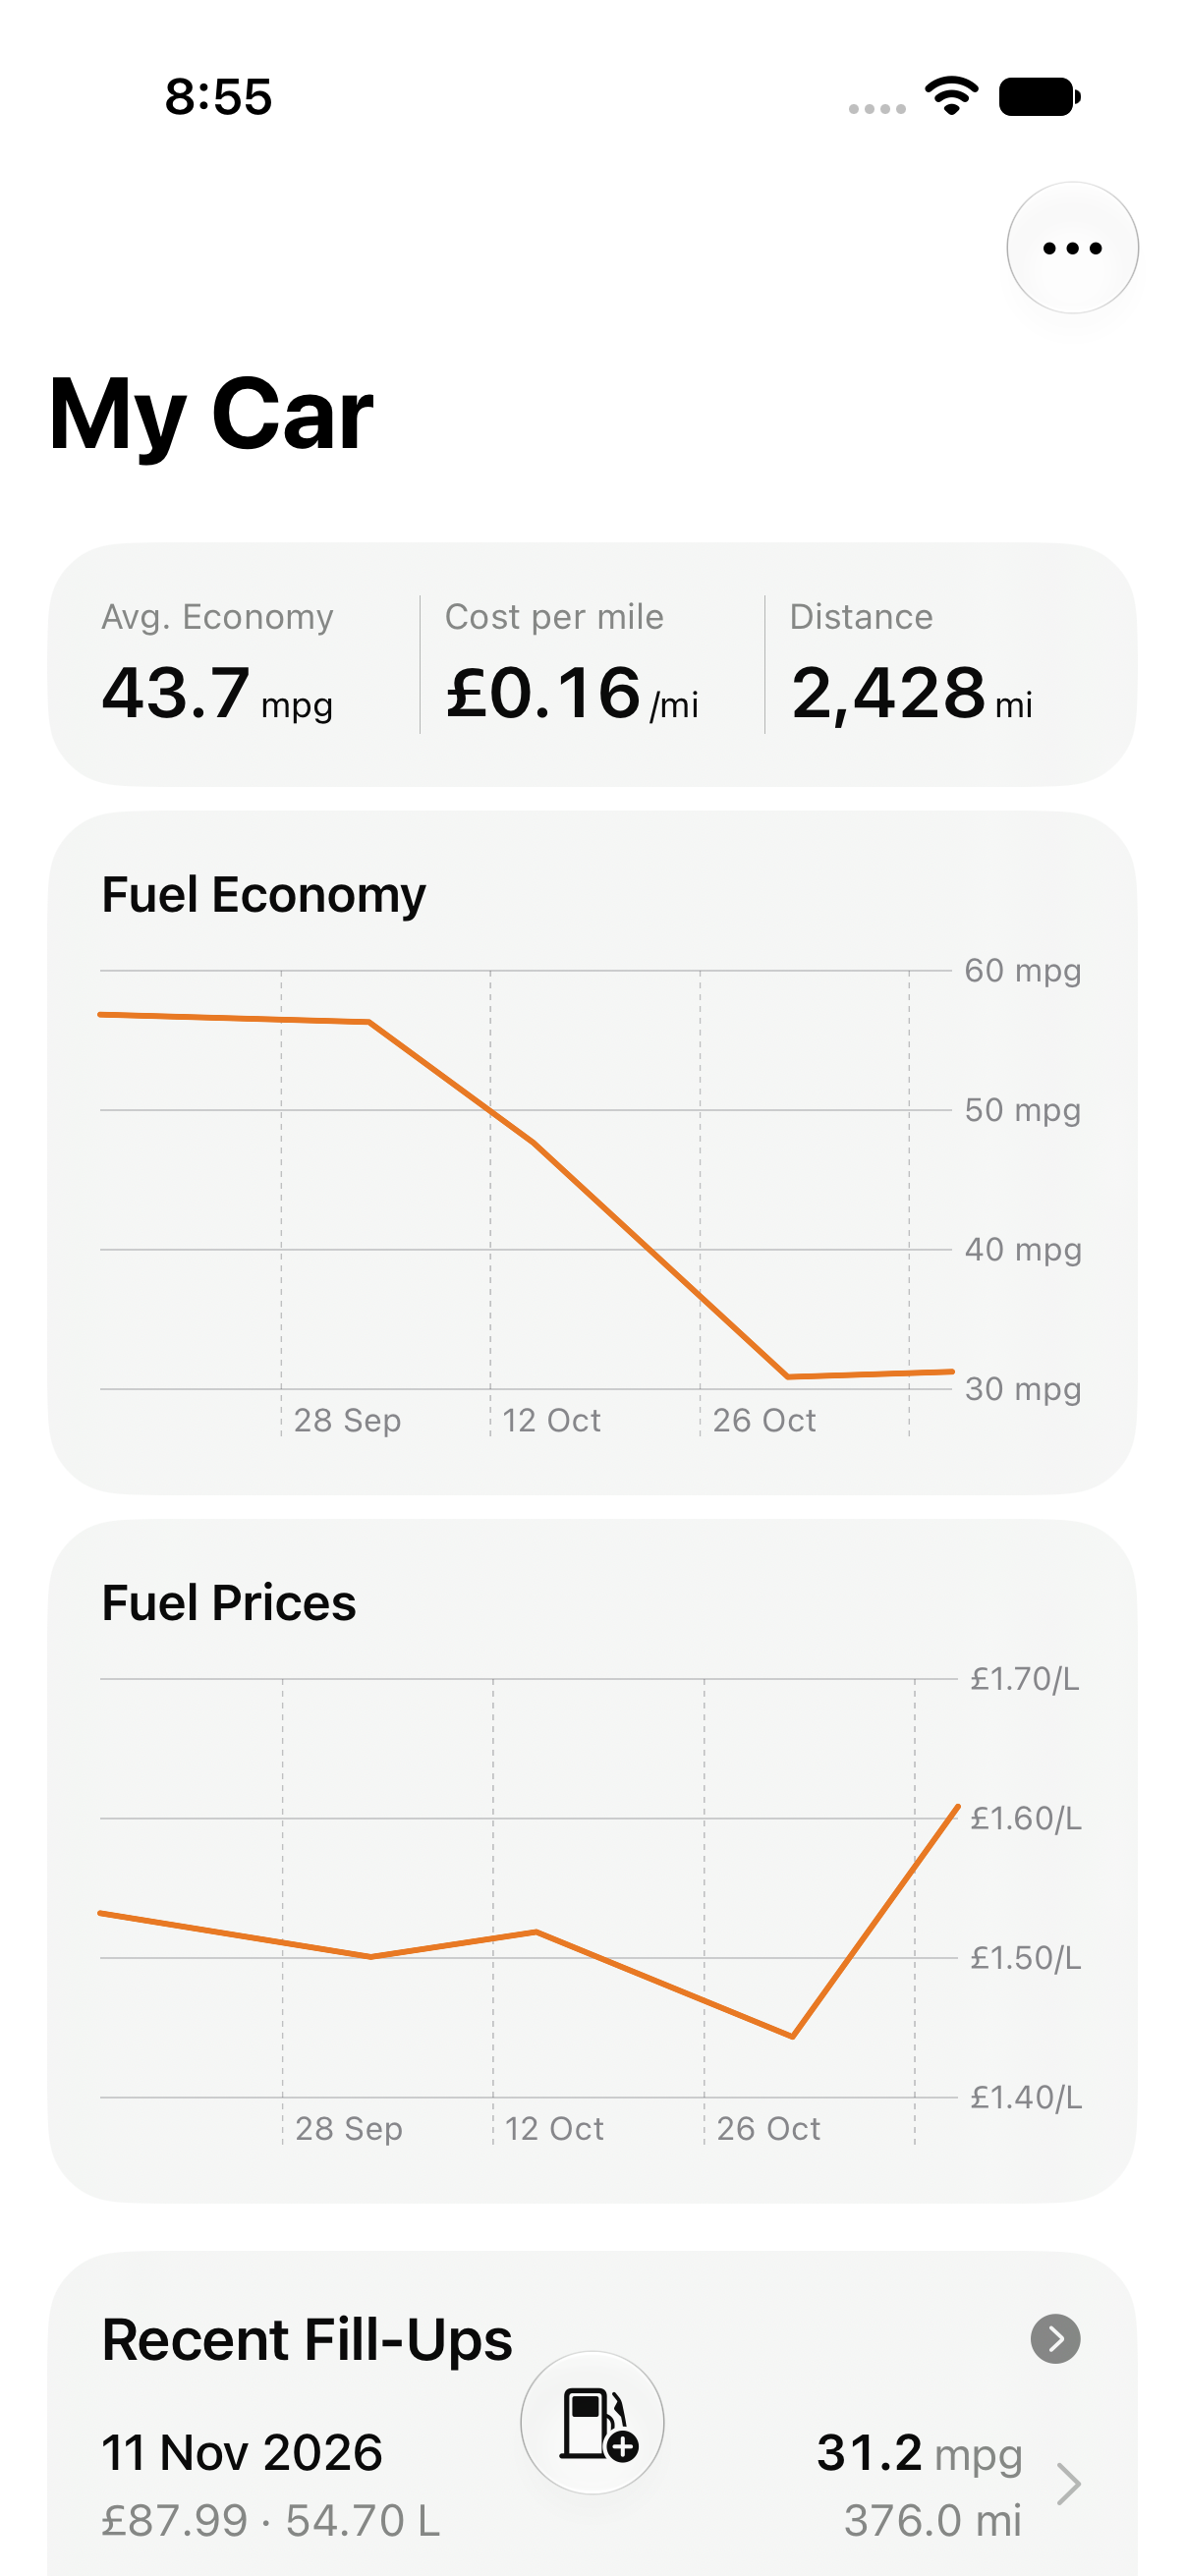 8:55
My Car
Avg. Economy Cost per mile Distance
43.7 mpg £0.16 /mi 2,428 mi
Fuel Economy
60 mpg
50 mpg
40 mpg
30 mpg
28 Sep 12 Oct 26 Oct
Fuel Prices
£1.70/L
£1.60/L
£1.50/L
£1.40/L
28 Sep 12 Oct 26 Oct
Recent Fill-Ups
11 Nov 2026 31.2 mpg
£87.99 · 54.70 L 376.0 mi